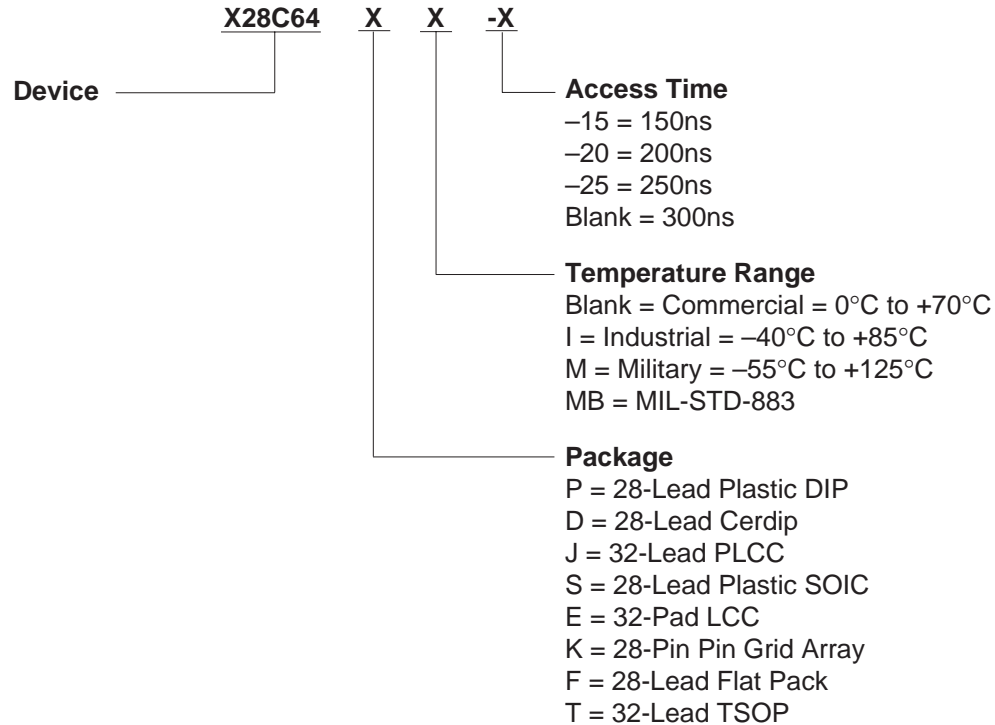 X28C64 X X -X
Device
Access Time
–15 = 150ns
–20 = 200ns
–25 = 250ns
Blank = 300ns
Temperature Range
Blank = Commercial = 0°C to +70°C
I = Industrial = –40°C to +85°C
M = Military = –55°C to +125°C
MB = MIL-STD-883
Package
P = 28-Lead Plastic DIP
D = 28-Lead Cerdip
J = 32-Lead PLCC
S = 28-Lead Plastic SOIC
E = 32-Pad LCC
K = 28-Pin Pin Grid Array
F = 28-Lead Flat Pack
T = 32-Lead TSOP